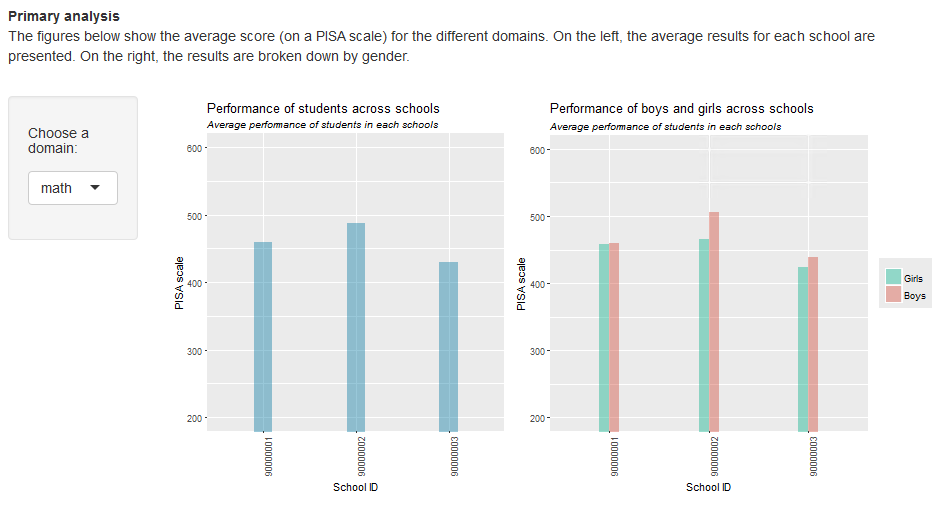 Primary analysis
The figures below show the average score (on a PISA scale) for the different domains. On the left, the average results for each school are
presented. On the right, the results are broken down by gender.
Choose a
domain:
math
Performance of students across schools
Average perfomance of students in each schools
600
500
400
300
200
PISA scale
90000001
90000002
90000003
School ID
Performance of boys and girls across schools
Average perfomance of students in each schools
600
500
400
300
200
PISA scale
90000001
90000002
90000003
School ID
Girls
Boys